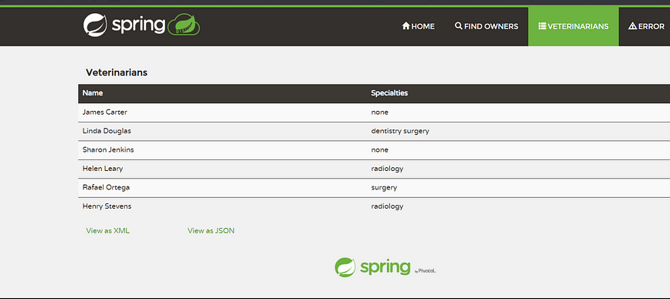 spring
HOME FIND OWNERS VETERINARIANS ERROR
Veterinarians
Name Specialties
James Carter none
Linda Douglas dentistry surgery
Sharon Jenkins none
Helen Leary radiology
Rafael Ortega surgery
Henry Stevens radiology
View as XML View as JSON
spring by Pivotal.